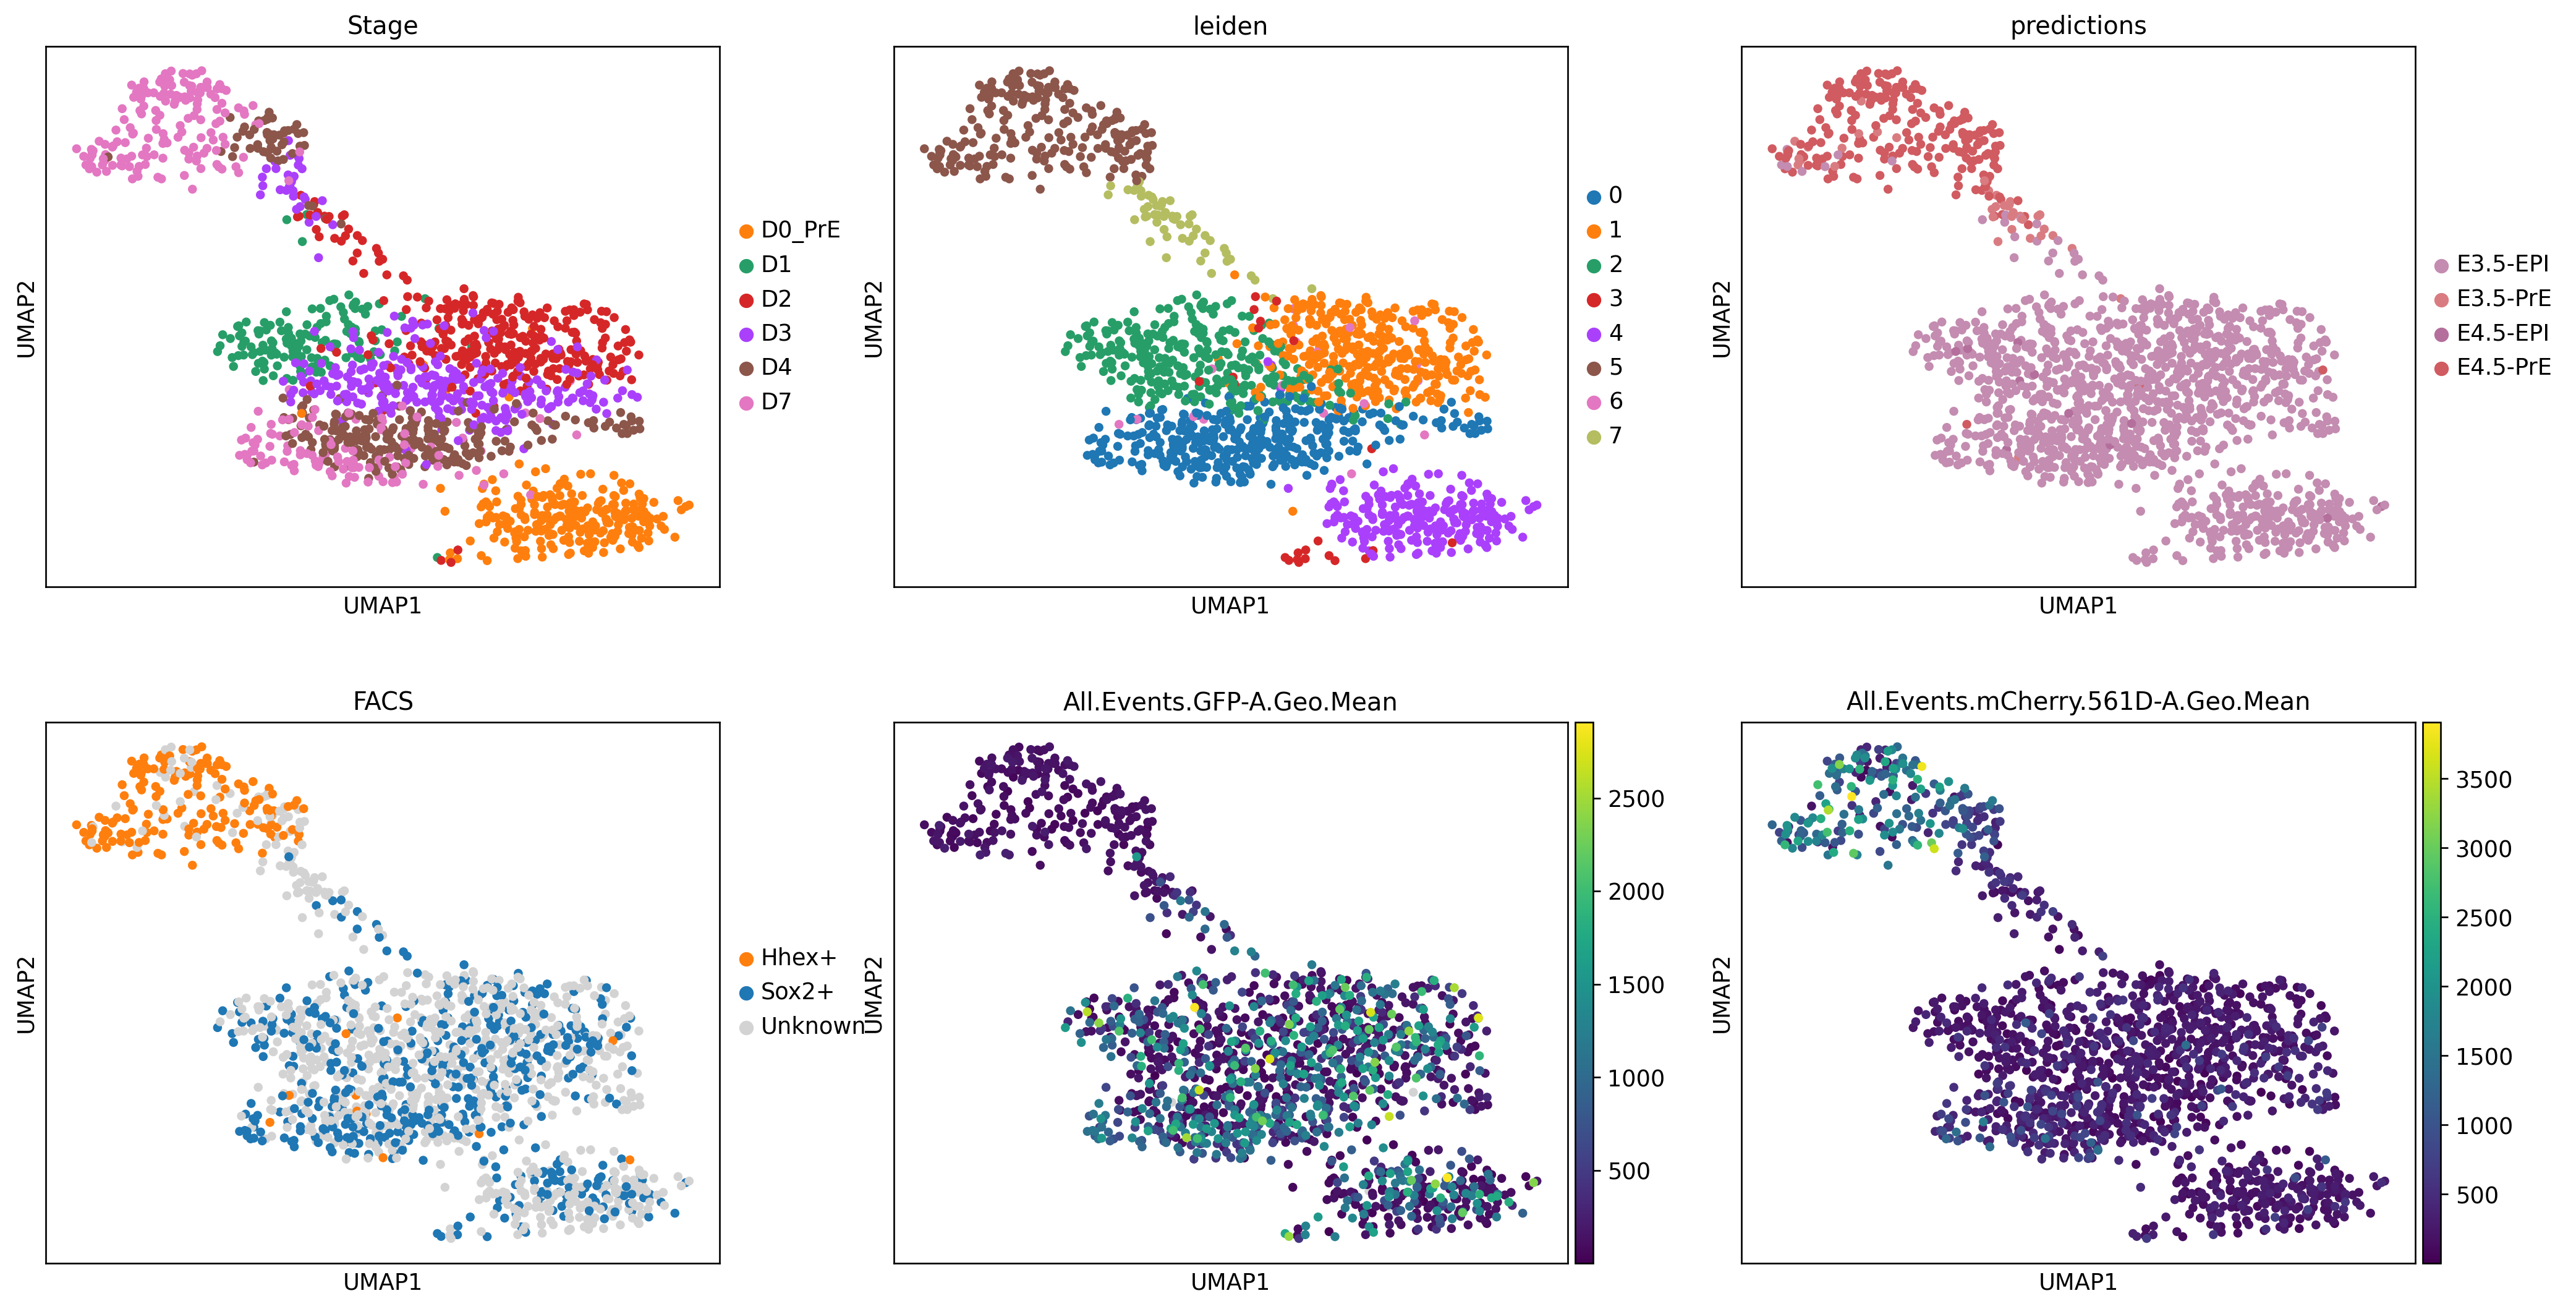 Stage
UMAP2
UMAP1
D0_PrE
D1
D2
D3
D4
D7
leiden
UMAP2
UMAP1
0
1
2
3
4
5
6
7
predictions
UMAP2
UMAP1
E3.5-EPI
E3.5-PrE
E4.5-EPI
E4.5-PrE
FACS
UMAP2
UMAP1
Hhex+
Sox2+
Unknown
All.Events.GFP-A.Geo.Mean
UMAP2
UMAP1
2500
2000
1500
1000
500
All.Events.mCherry.561D-A.Geo.Mean
UMAP2
UMAP1
3500
3000
2500
2000
1500
1000
500